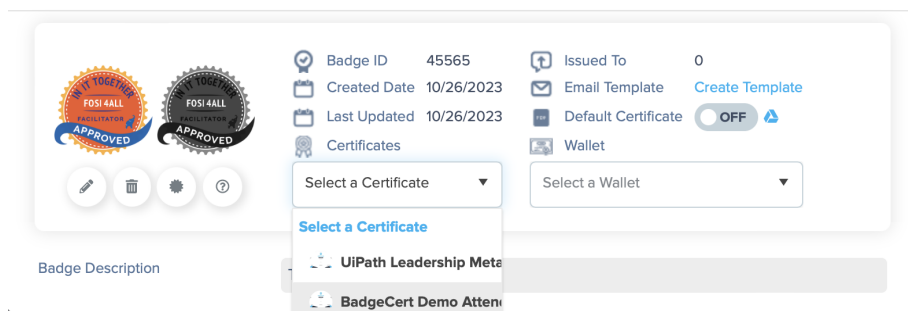 IN IT TOGETHER
FOSI 4ALL
FACILITATOR
APPROVED
IN IT TOGETHER
FOSI 4ALL
FACILITATOR
APPROVED
Badge ID 45565
Created Date 10/26/2023
Last Updated 10/26/2023
Certificates
Select a Certificate
Select a Certificate
UiPath Leadership Meta
BadgeCert Demo Atten
Issued To 0
Email Template Create Template
PDF Default Certificate OFF
Wallet
Select a Wallet
Badge Description